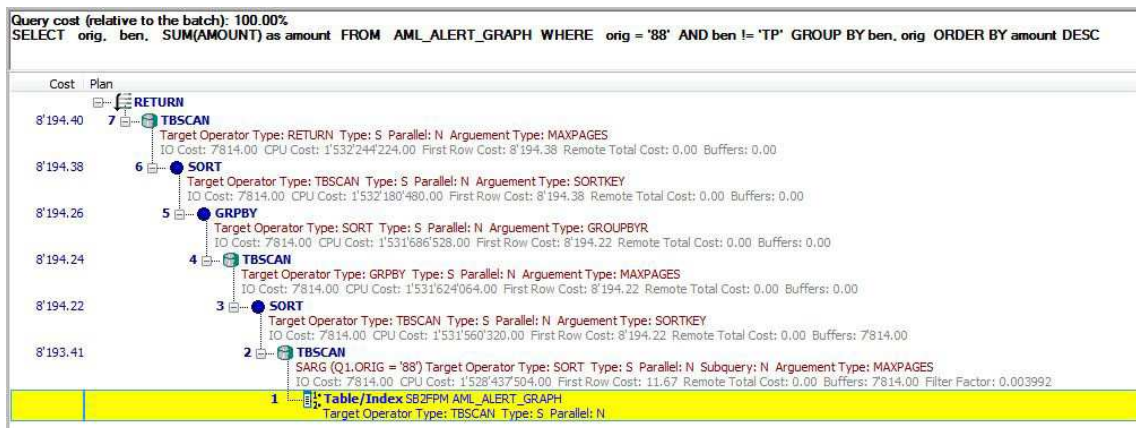 Query cost (relative to the batch): 100.00%
SELECT orig, ben, SUM(AMOUNT) as amount FROM AML_ALERT_GRAPH WHERE orig = '88' AND ben != 'TP' GROUP BY ben, orig ORDER BY amount DESC
Cost Plan
RETURN
8'194.40 7 TBSCAN
Target Operator Type: RETURN Type: S Parallel: N Arguement Type: MAXPAGES
IO Cost: 7'814.00 CPU Cost: 1'532'244'224.00 First Row Cost: 8'194.38 Remote Total Cost: 0.00 Buffers: 0.00
8'194.38 6 SORT
Target Operator Type: TBSCAN Type: S Parallel: N Arguement Type: SORTKEY
IO Cost: 7'814.00 CPU Cost: 1'532'180'480.00 First Row Cost: 8'194.38 Remote Total Cost: 0.00 Buffers: 0.00
8'194.26 5 GRPBY
Target Operator Type: SORT Type: S Parallel: N Arguement Type: GROUPBYR
IO Cost: 7'814.00 CPU Cost: 1'531'686'528.00 First Row Cost: 8'194.22 Remote Total Cost: 0.00 Buffers: 0.00
8'194.24 4 TBSCAN
Target Operator Type: GRPBY Type: S Parallel: N Arguement Type: MAXPAGES
IO Cost: 7'814.00 CPU Cost: 1'531'624'064.00 First Row Cost: 8'194.22 Remote Total Cost: 0.00 Buffers: 0.00
8'194.22 3 SORT
Target Operator Type: TBSCAN Type: S Parallel: N Arguement Type: SORTKEY
IO Cost: 7'814.00 CPU Cost: 1'531'560'320.00 First Row Cost: 8'194.22 Remote Total Cost: 0.00 Buffers: 7'814.00
8'193.41 2 TBSCAN
SARG (Q1.ORIG = '88') Target Operator Type: SORT Type: S Parallel: N Subquery: N Arguement Type: MAXPAGES
IO Cost: 7'814.00 CPU Cost: 1'528'437'504.00 First Row Cost: 11.67 Remote Total Cost: 0.00 Buffers: 7'814.00 Filter Factor: 0.003992
1 Table/Index SB2FPM AML_ALERT_GRAPH
Target Operator Type: TBSCAN Type: S Parallel: N